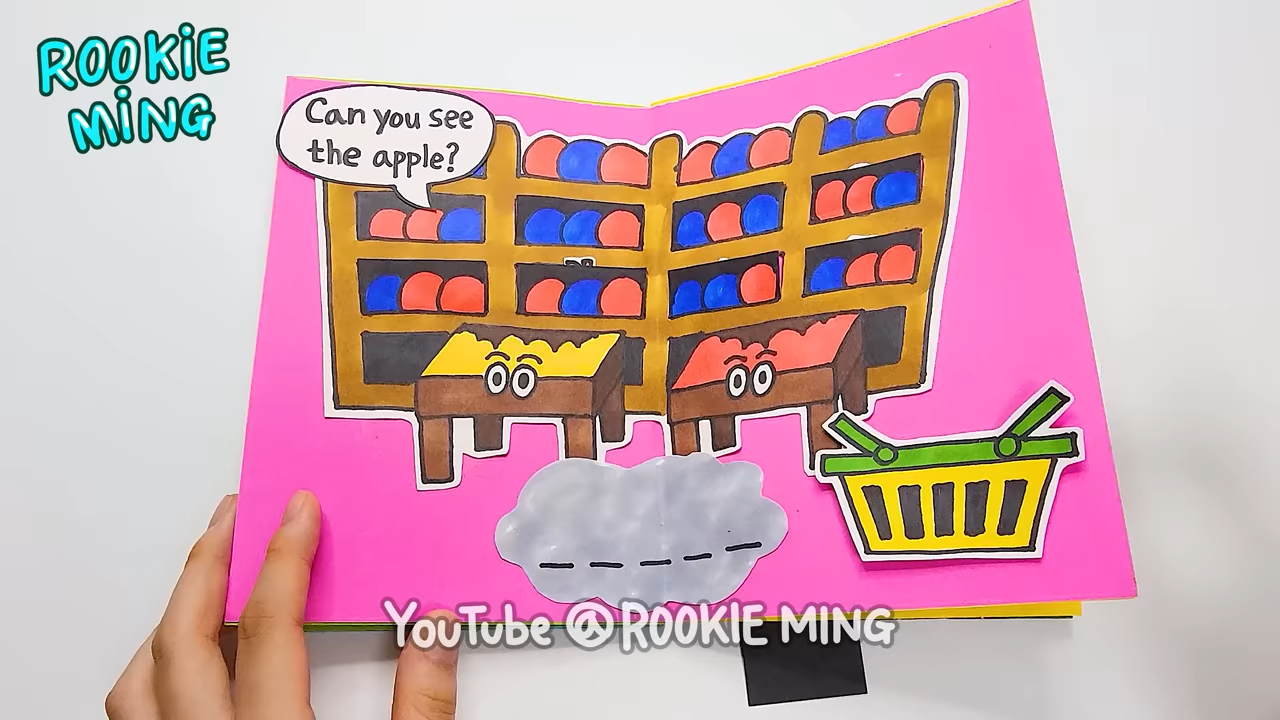 ROOKiE
MiNG
Can you see
the apple?
YouTube @ROOKIE MING